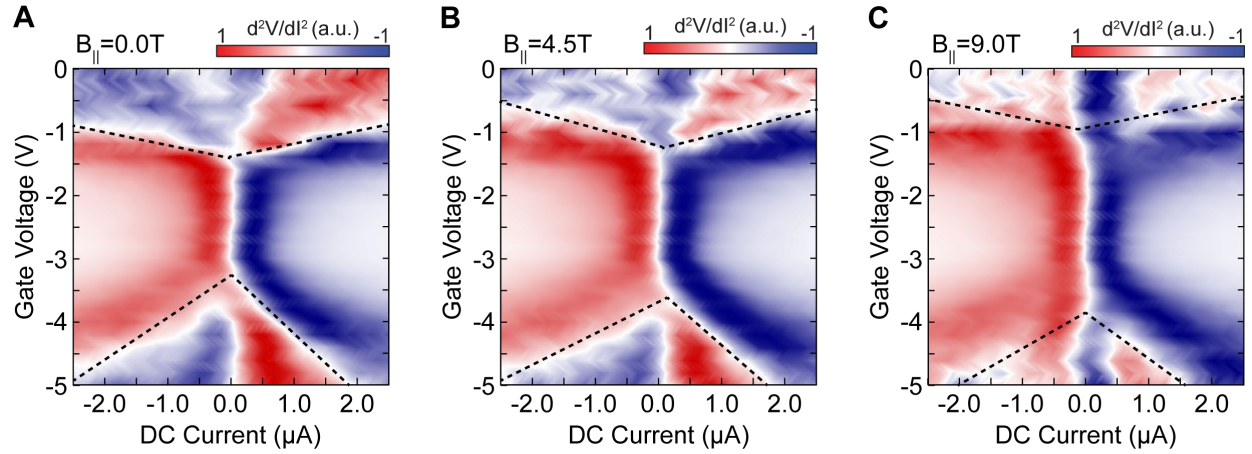 A B C
d²V/dI² (a.u.) d²V/dI² (a.u.) d²V/dI² (a.u.)
B||=0.0T 1 -1 B||=4.5T 1 -1 B||=9.0T 1 -1
0 0 0
-1 -1 -1
-2 -2 -2
-3 -3 -3
-4 -4 -4
-5 -5 -5
Gate Voltage (V) Gate Voltage (V) Gate Voltage (V)
-2.0 -1.0 0.0 1.0 2.0 -2.0 -1.0 0.0 1.0 2.0 -2.0 -1.0 0.0 1.0 2.0
DC Current (µA) DC Current (µA) DC Current (µA)